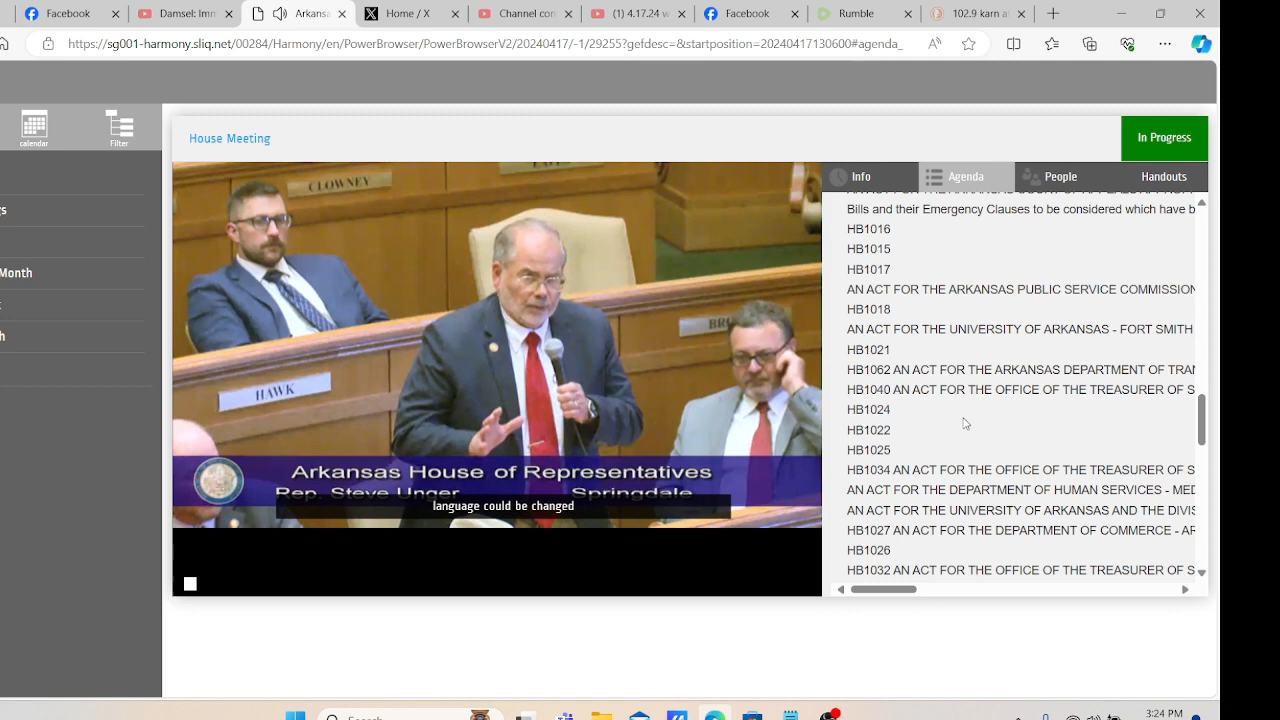 Facebook
Damsel: Imm
Arkansa
Home / X
Channel con
(1) 4.17.24 w
Facebook
Rumble
102.9 karn a
https://sg001-harmony.sliq.net/00284/Harmony/en/PowerBrowser/PowerBrowserV2/20240417/-1/29255?gefdesc=&startposition=20240417130600#agenda_
calendar
Filter
gs
Month
h
House Meeting
In Progress
Info
Agenda
People
Handouts
CLOWNEY
HAWK
Arkansas House of Representatives
Rep. Steve Unger
Springdale
language could be changed
Bills and their Emergency Clauses to be considered which have b
HB1016
HB1015
HB1017
AN ACT FOR THE ARKANSAS PUBLIC SERVICE COMMISSION
HB1018
AN ACT FOR THE UNIVERSITY OF ARKANSAS - FORT SMITH
HB1021
HB1062 AN ACT FOR THE ARKANSAS DEPARTMENT OF TRAN
HB1040 AN ACT FOR THE OFFICE OF THE TREASURER OF S
HB1024
HB1022
HB1025
HB1034 AN ACT FOR THE OFFICE OF THE TREASURER OF S
AN ACT FOR THE DEPARTMENT OF HUMAN SERVICES - MED
AN ACT FOR THE UNIVERSITY OF ARKANSAS AND THE DIVIS
HB1027 AN ACT FOR THE DEPARTMENT OF COMMERCE - AR
HB1026
HB1032 AN ACT FOR THE OFFICE OF THE TREASURER OF S
Search
3:24 PM